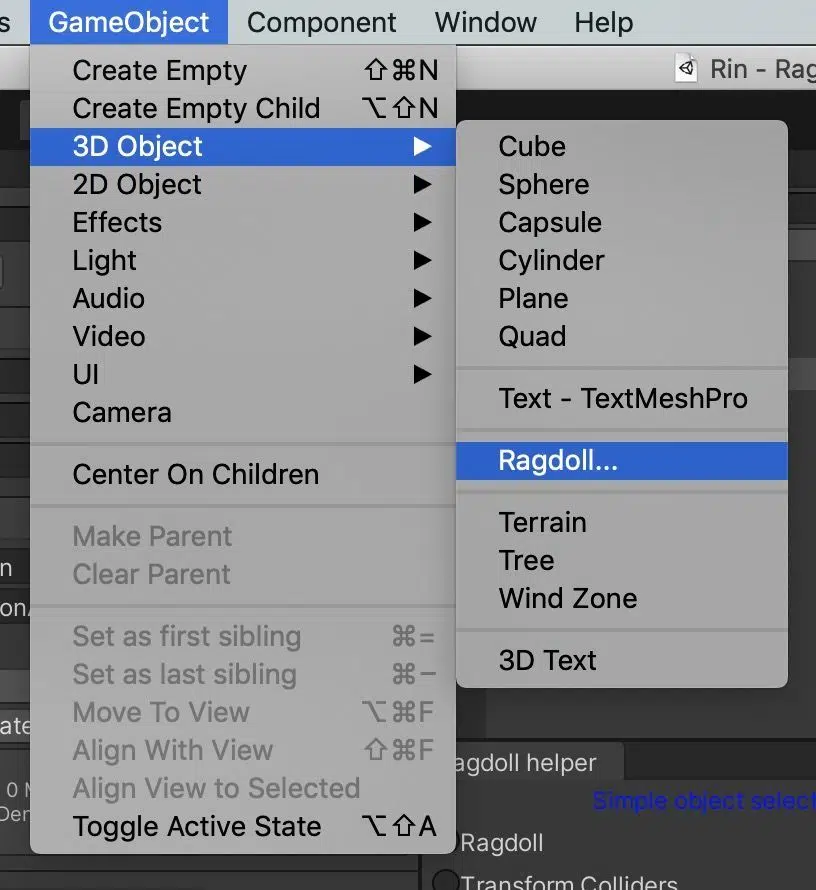 s GameObject Component Window Help
Rin - Rag
Create Empty ⇧⌘N
Create Empty Child ⌥⇧N
3D Object ▶
2D Object ▶
Effects ▶
Light ▶
Audio ▶
Video ▶
UI ▶
Camera
Center On Children
Make Parent
Clear Parent
Set as first sibling ⌘=
Set as last sibling ⌘-
Move To View ⌥⌘F
Align With View ⇧⌘F
Align View to Selected
Toggle Active State ⌥⇧A
Cube
Sphere
Capsule
Cylinder
Plane
Quad
Text - TextMeshPro
Ragdoll...
Terrain
Tree
Wind Zone
3D Text
n
on/
ate
0 M
Den
agdoll helper
Simple object select
Ragdoll
Transform Colliders